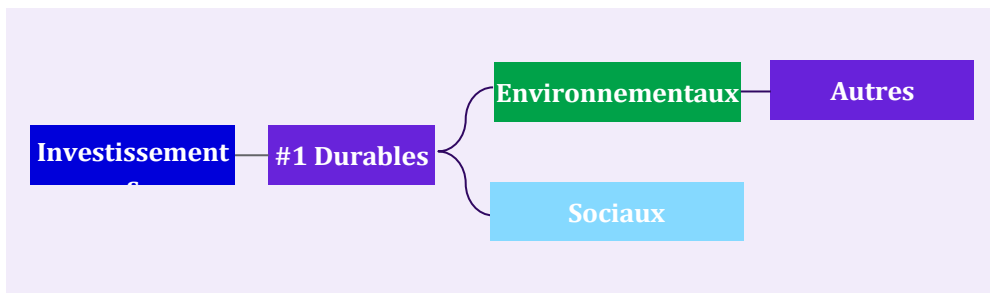 Environnementaux
Autres
Investissement
#1 Durables
Sociaux